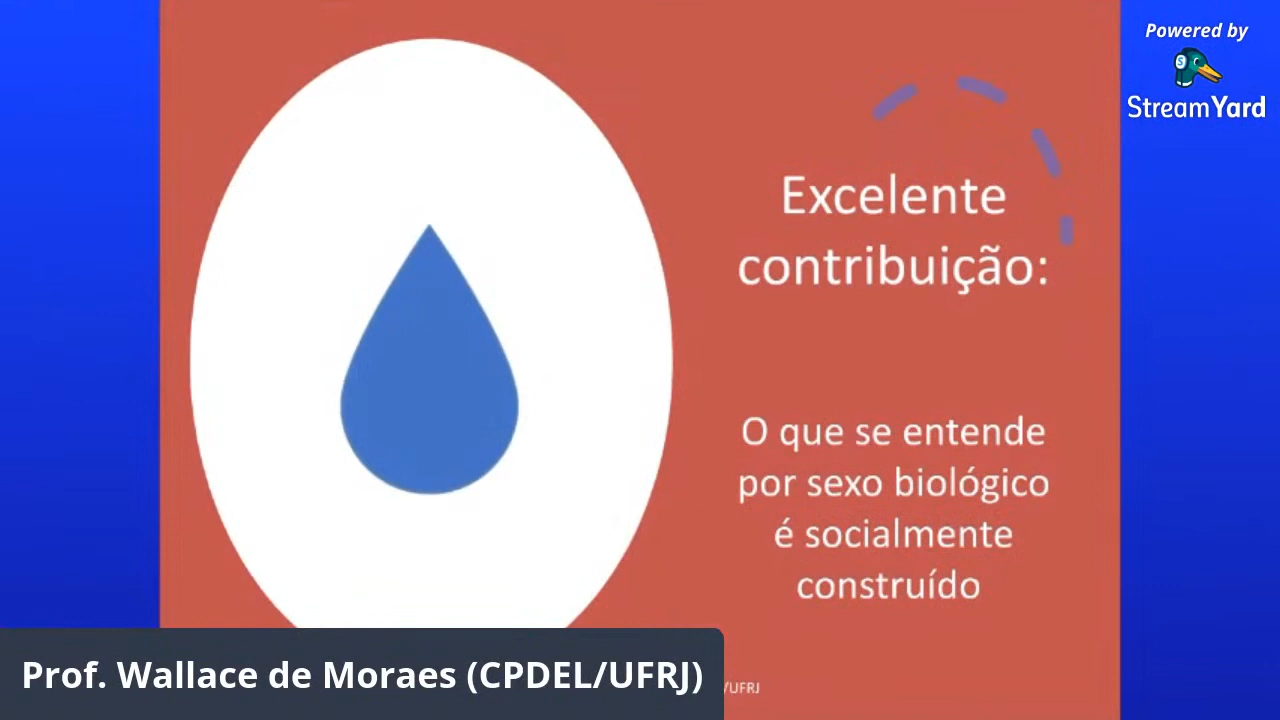 Powered by
StreamYard
Excelente
contribuição:
O que se entende
por sexo biológico
é socialmente
construído
Prof. Wallace de Moraes (CPDEL/UFRJ)
/UFRJ